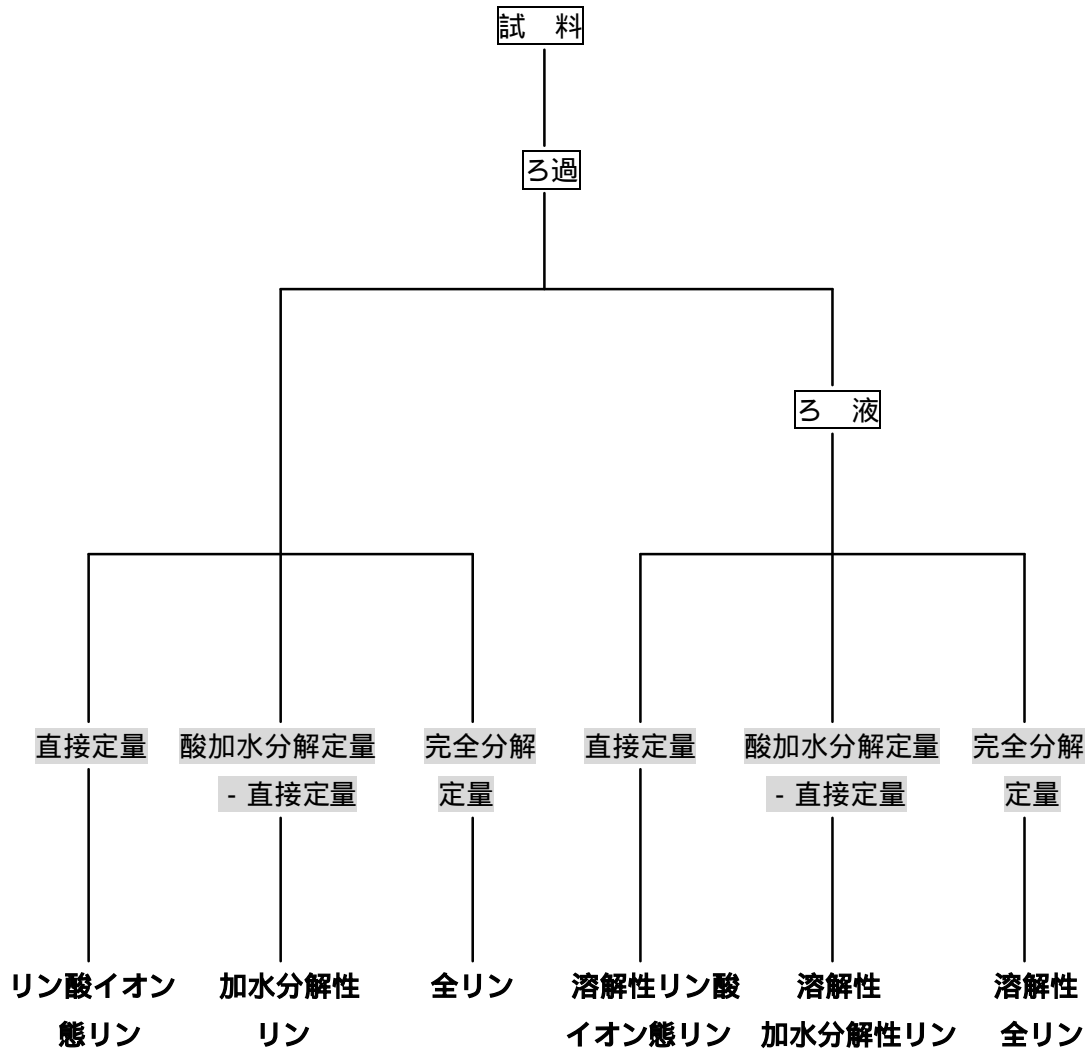 試　料
ろ過
ろ　液
直接定量
酸加水分解定量
- 直接定量
完全分解
定量
直接定量
酸加水分解定量
- 直接定量
完全分解
定量
リン酸イオン
態リン
加水分解性
リン
全リン
溶解性リン酸
イオン態リン
溶解性
加水分解性リン
溶解性
全リン